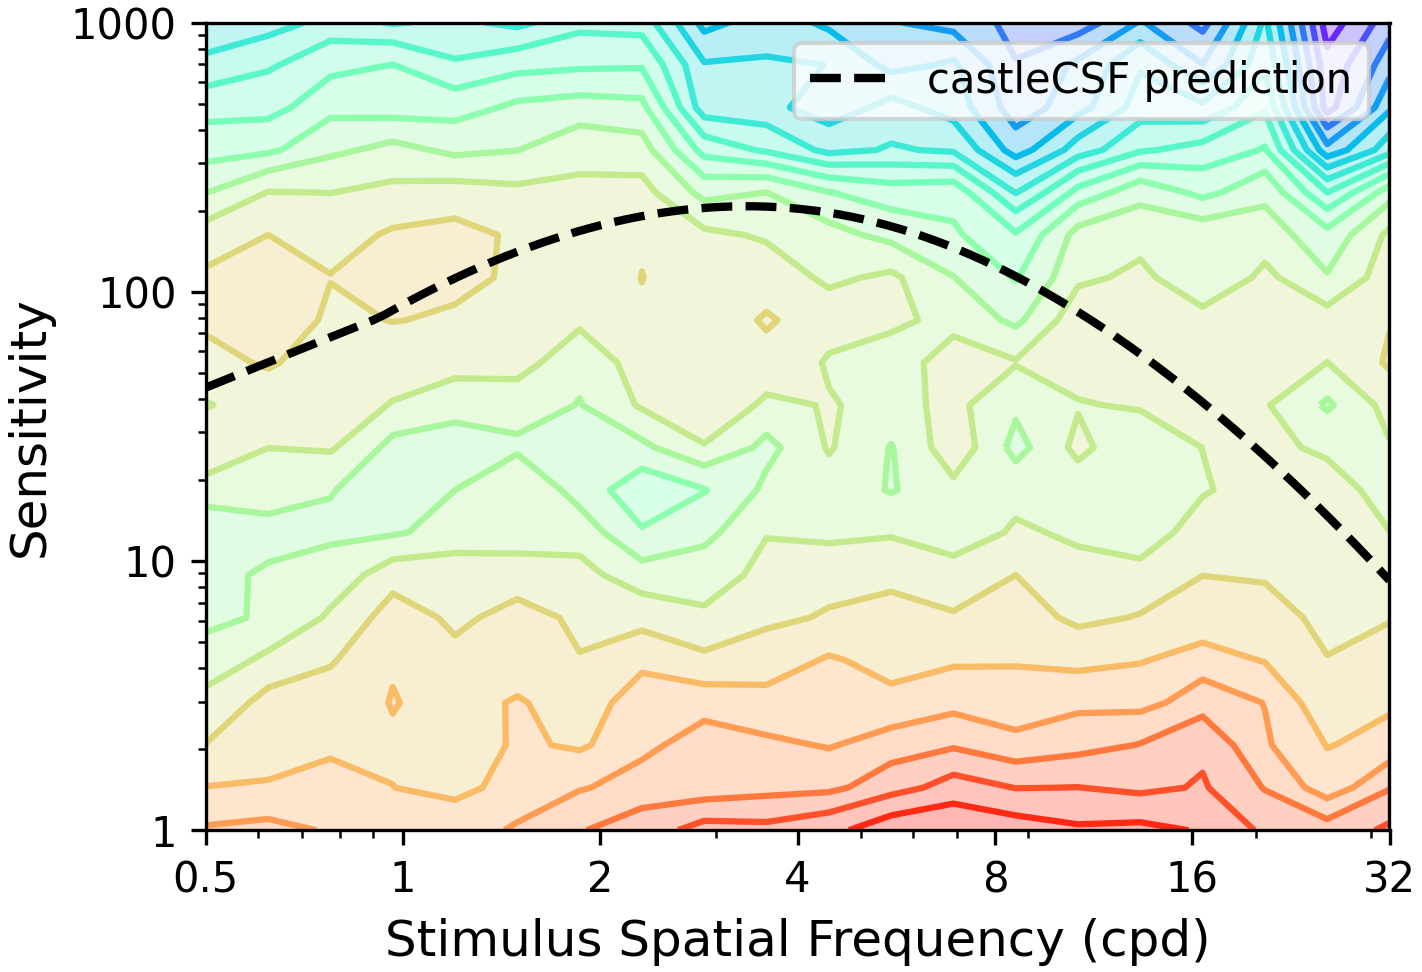 1000
100
10
1
Sensitivity
castleCSF prediction
0.5 1 2 4 8 16 32
Stimulus Spatial Frequency (cpd)